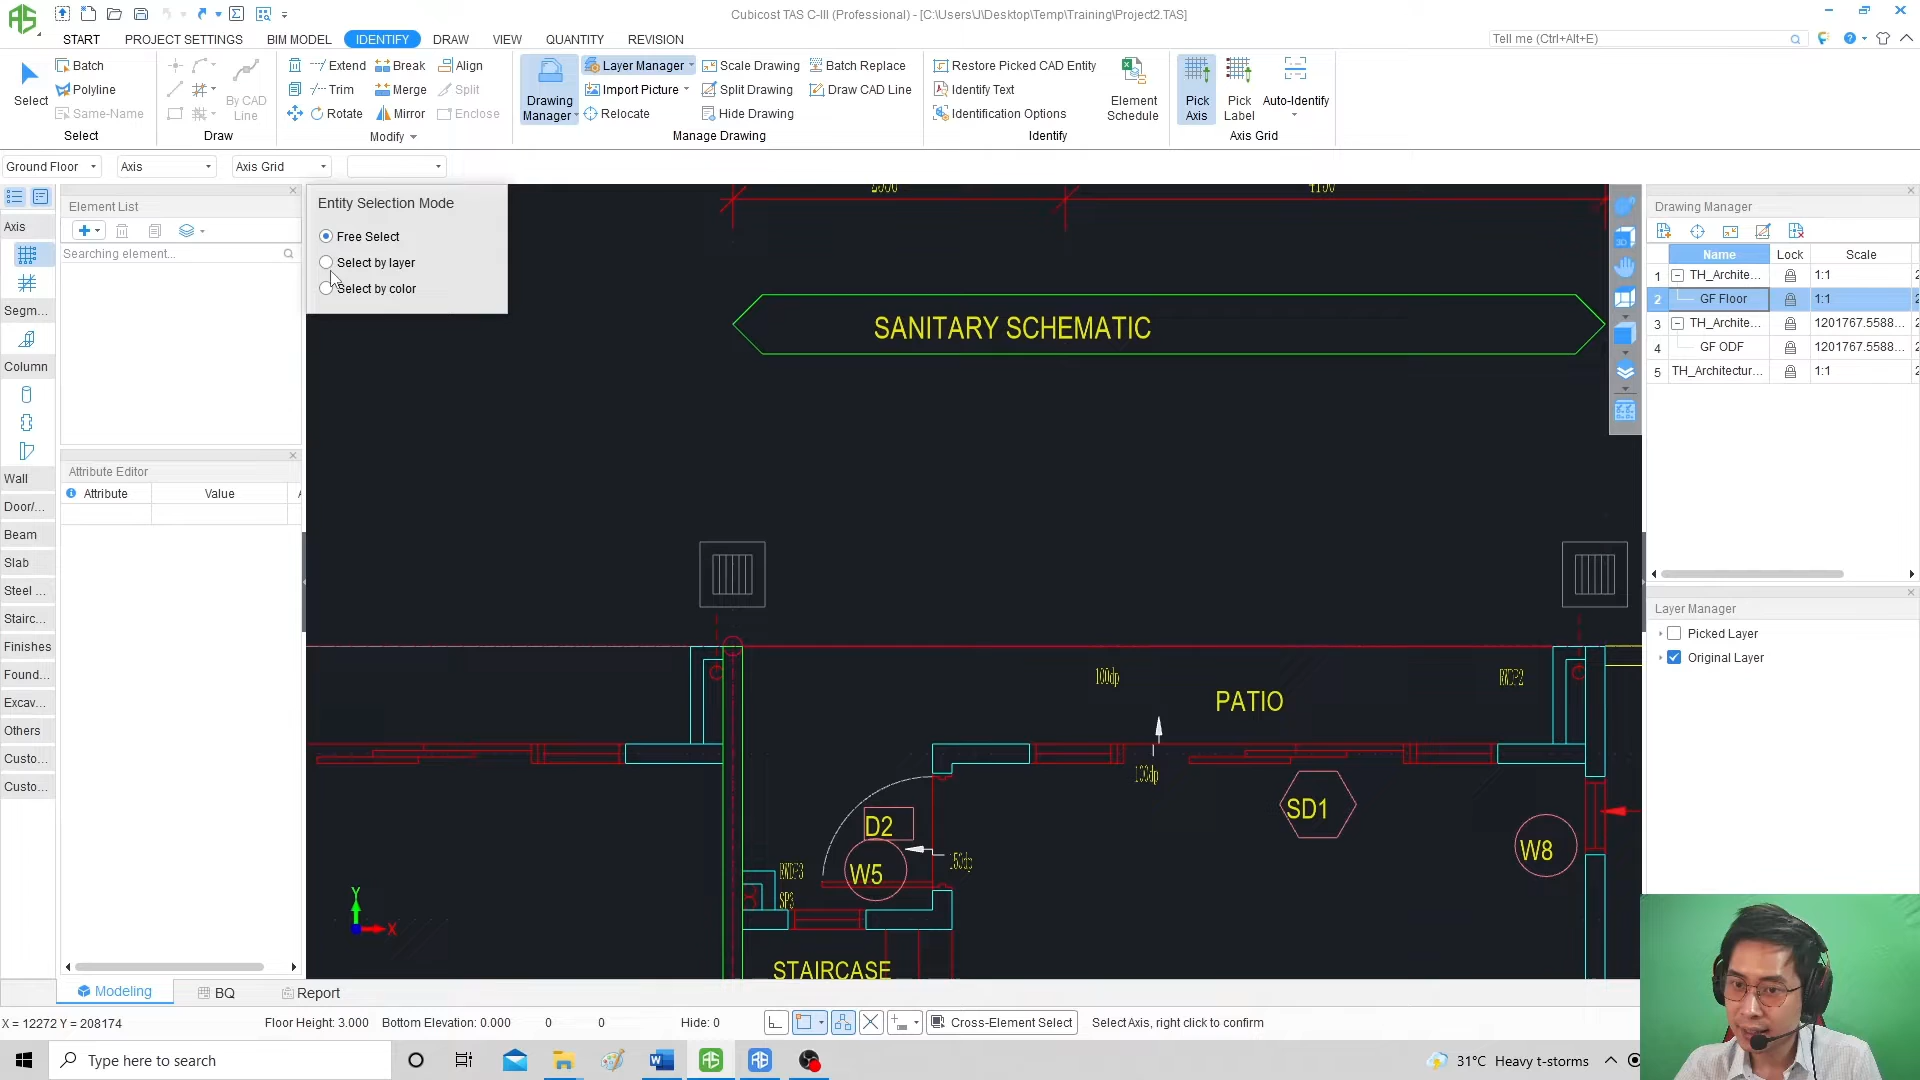 Cubicost TAS C-III (Professional) - [C:\Users\J\Desktop\Temp\Training\Project2.TAS]
START PROJECT SETTINGS BIM MODEL IDENTIFY DRAW VIEW QUANTITY REVISION
Tell me (Ctrl+Alt+E)
Select
Batch
Polyline
Same-Name
Select
By CAD
Line
Draw
Extend Break Align
Trim Merge Split
Rotate Mirror Enclose
Modify
Drawing
Manager
Layer Manager Scale Drawing Batch Replace
Import Picture Split Drawing Draw CAD Line
Relocate Hide Drawing
Manage Drawing
Restore Picked CAD Entity
Identify Text
Identification Options
Element
Schedule
Identify
Pick
Axis
Pick
Label
Auto-Identify
Axis Grid
Ground Floor Axis Axis Grid
Element List
Searching element...
Axis
Segm...
Column
Wall
Door/...
Beam
Slab
Steel ...
Stairc...
Finishes
Found...
Excav...
Others
Custo...
Custo...
Attribute Editor
Attribute Value
Entity Selection Mode
Free Select
Select by layer
Select by color
SANITARY SCHEMATIC
4100
100dp
PATIO
RWDP2
100dp
SD1
D2
W5
W8
150dp
RWDP3
SP3
STAIRCASE
Y
X
Drawing Manager
Name Lock Scale
1 TH_Archite... 1:1
2 GF Floor 1:1
3 TH_Archite... 1201767.5588...
4 GF ODF 1201767.5588...
5 TH_Architectur... 1:1
Layer Manager
Picked Layer
Original Layer
Modeling BQ Report
X = 12272 Y = 208174 Floor Height: 3.000 Bottom Elevation: 0.000 0 0 Hide: 0 Cross-Element Select Select Axis, right click to confirm
Type here to search
31°C Heavy t-storms